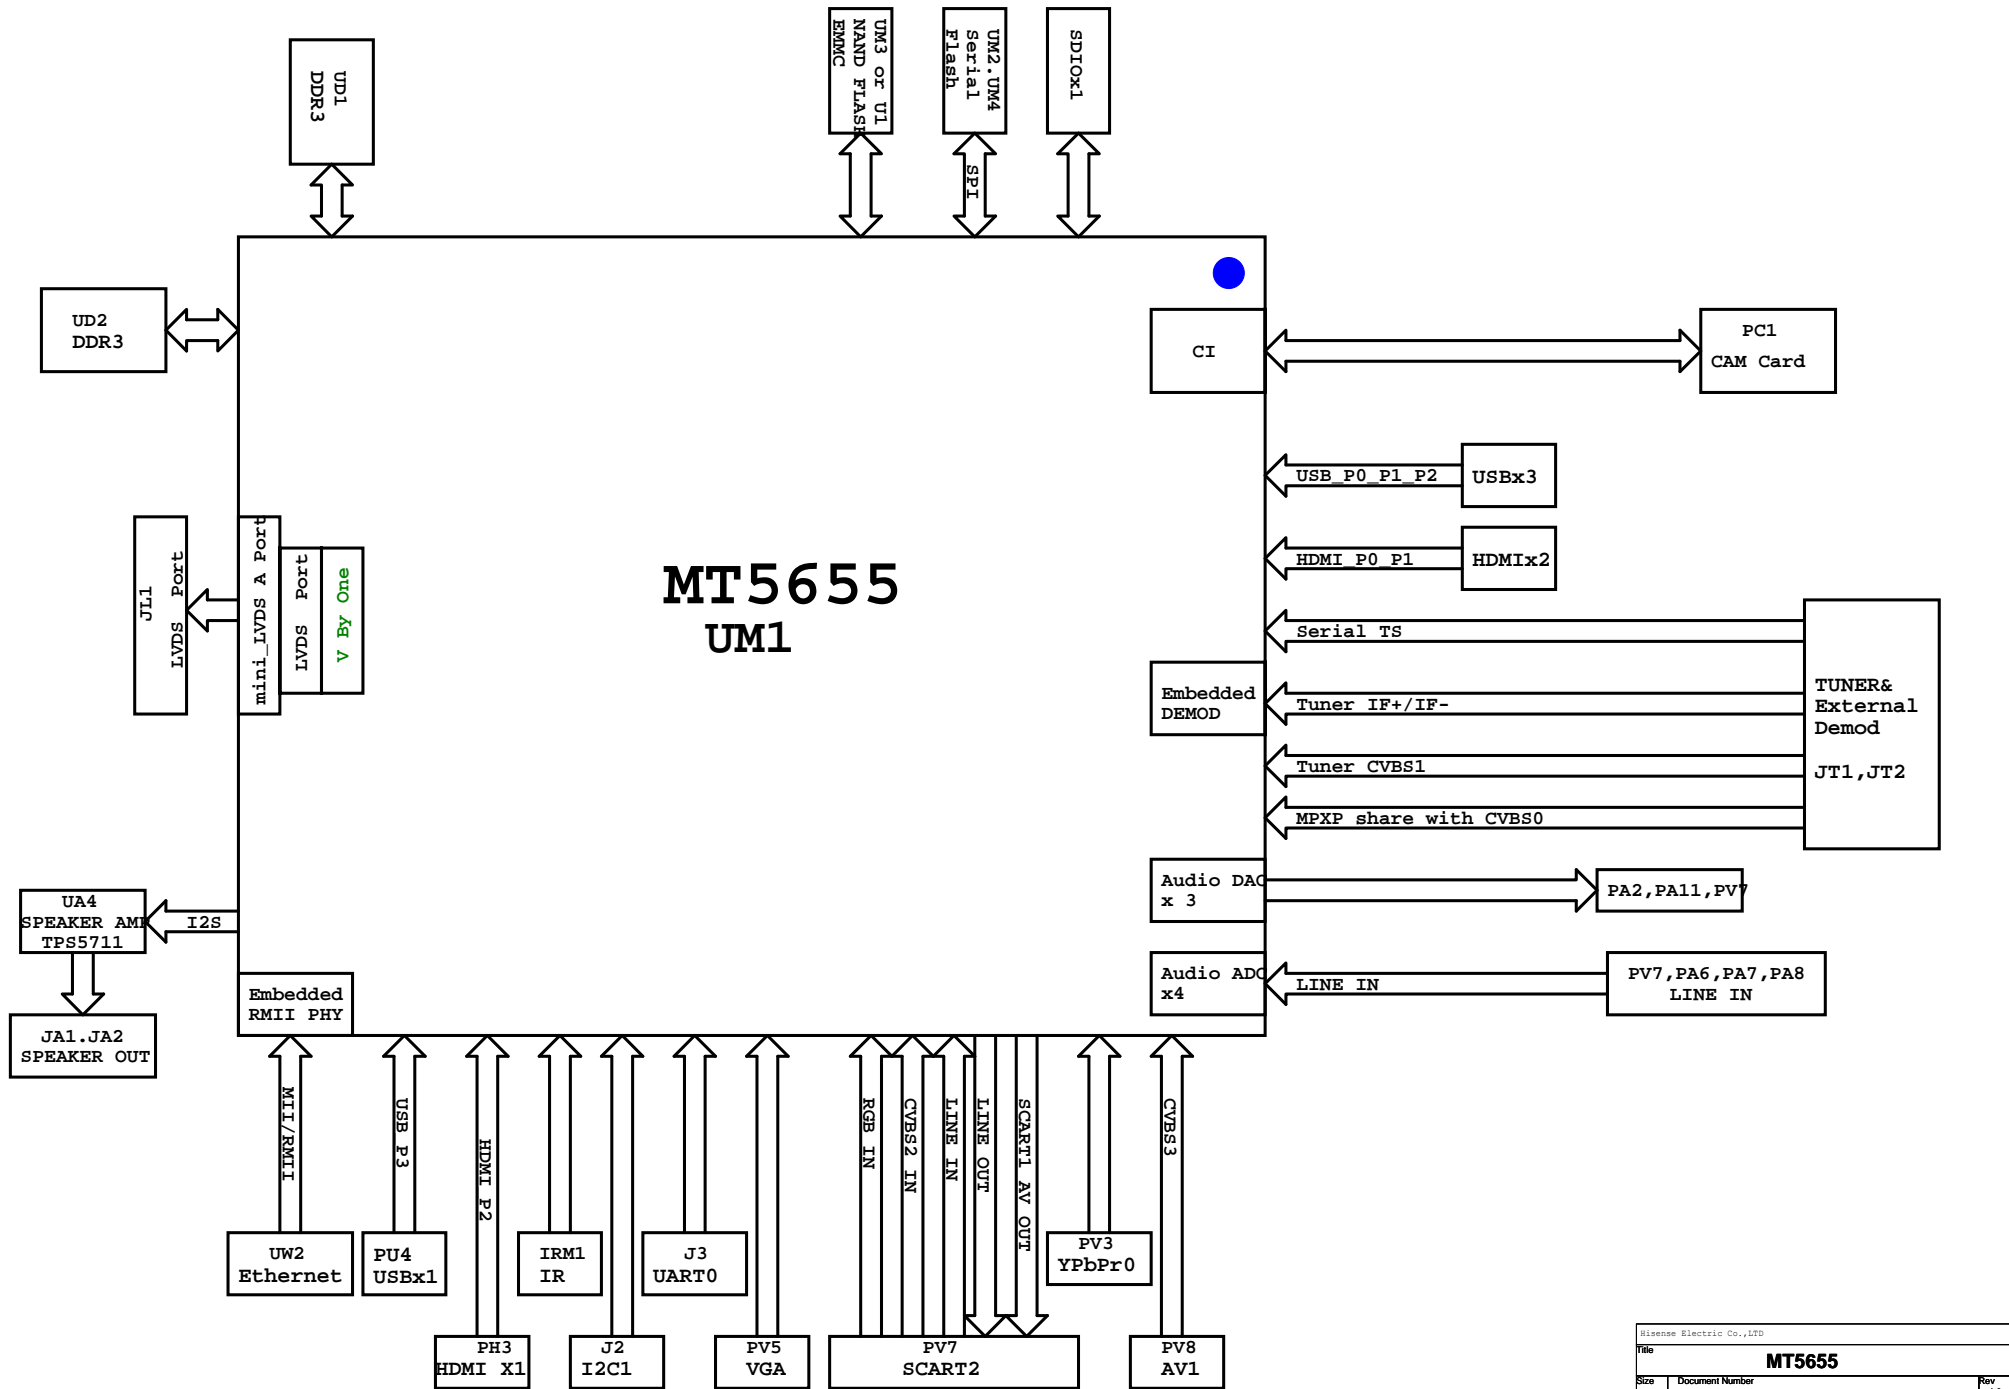 UD1
DDR3
UM3 or U1
NAND FLASH
EMMC
UM2.UM4
Serial
Flash
SDIOx1
SPI
UD2
DDR3
CI
PC1
CAM Card
USB_P0_P1_P2
USBx3
HDMI_P0_P1
HDMIx2
JL1
LVDS Port
mini_LVDS A Port
LVDS Port
V By One
MT5655
UM1
Serial TS
Embedded
DEMOD
Tuner IF+/IF-
Tuner CVBS1
MPXP share with CVBS0
TUNER&
External
Demod
JT1,JT2
Audio DAC
x 3
PA2,PA11,PV7
UA4
SPEAKER AMP
TPS5711
I2S
Audio ADC
x4
LINE IN
PV7,PA6,PA7,PA8
LINE IN
Embedded
RMII PHY
JA1.JA2
SPEAKER OUT
MII/RMII
USB P3
HDMI P2
RGB IN
CVBS2 IN
LINE IN
LINE OUT
SCART1 AV OUT
CVBS3
UW2
Ethernet
PU4
USBx1
IRM1
IR
J3
UART0
PV3
YPbPr0
PH3
HDMI X1
J2
I2C1
PV5
VGA
PV7
SCART2
PV8
AV1
Hisense Electric Co.,LTD
Title
MT5655
Size
Document Number
Rev